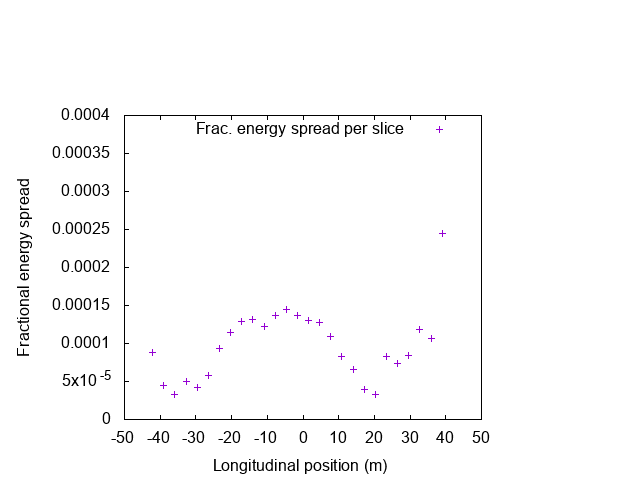 0.0004
Frac. energy spread per slice
0.00035
0.0003
0.00025
0.0002
0.00015
0.0001
5x10^-5
0
-50 -40 -30 -20 -10 0 10 20 30 40 50
Longitudinal position (m)
Fractional energy spread